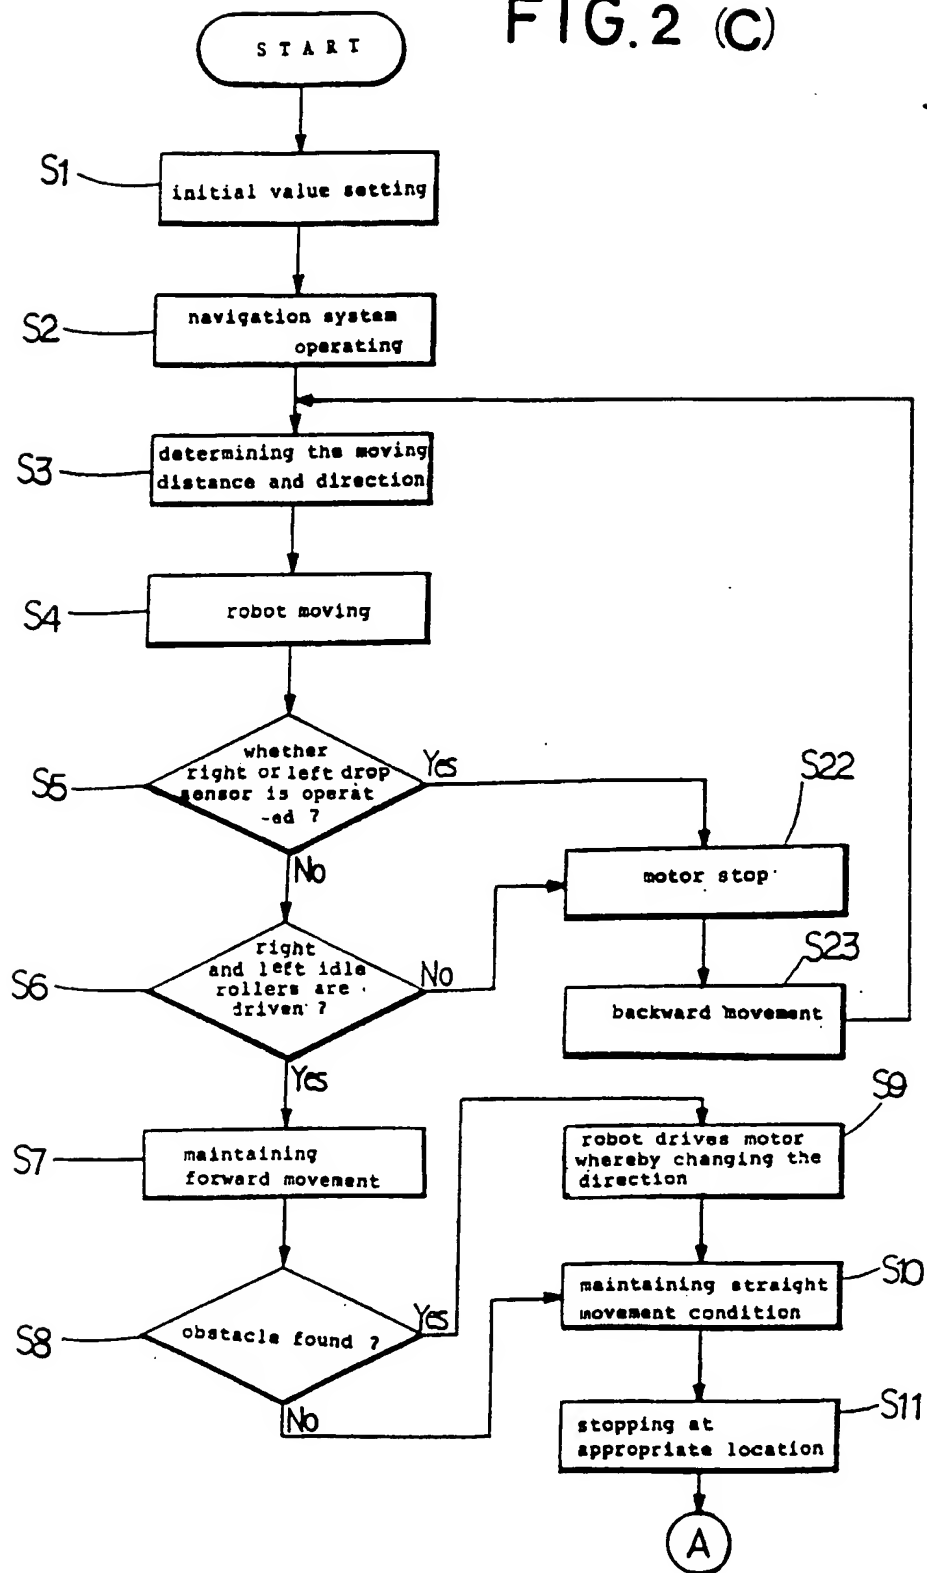 FIG. 2 (C)
START
S1
initial value setting
S2
navigation system
operating
S3
determining the moving
distance and direction
S4
robot moving
S5
whether
right or left drop
sensor is operat
-ed ?
Yes
No
S22
motor stop
S6
right
and left idle
rollers are
driven ?
No
Yes
S23
backward movement
S7
maintaining
forward movement
S9
robot drives motor
whereby changing the
direction
S8
obstacle found ?
Yes
No
S10
maintaining straight
movement condition
S11
stopping at
appropriate location
A